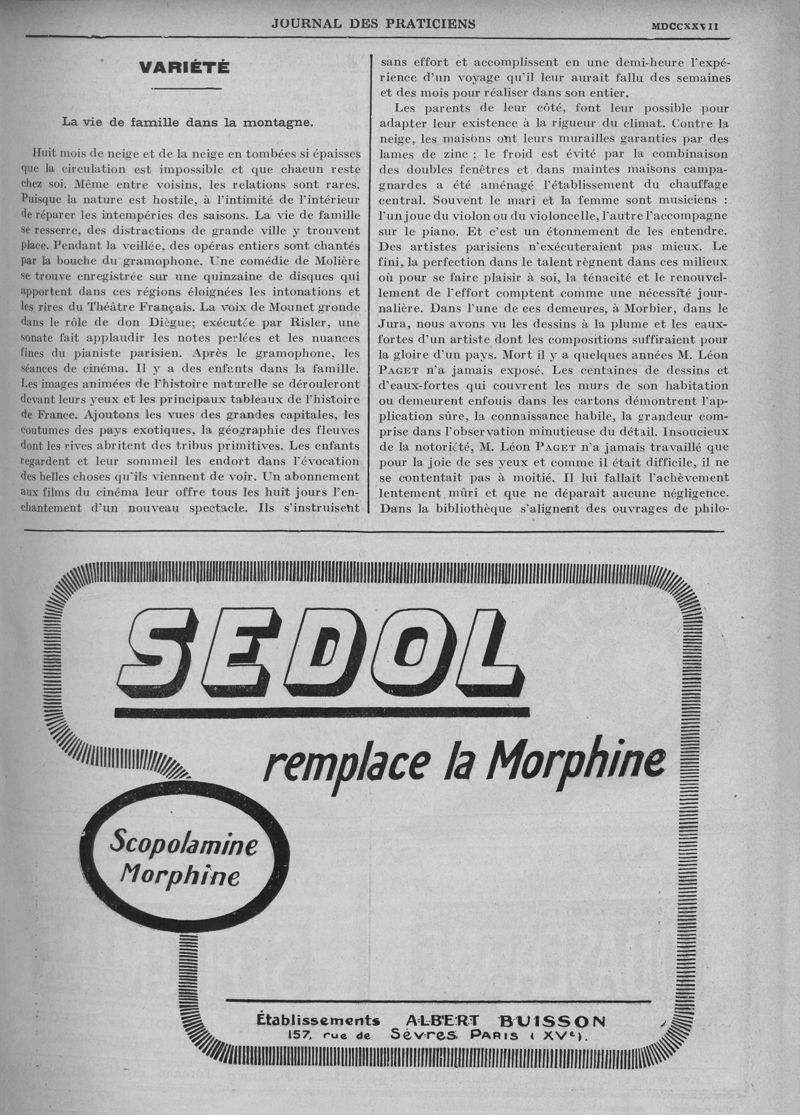 JOURNAL DES PRATICIENS
MDCCXXVII
VARIÉTÉ
La vie de famille dans la montagne.
Huit mois de neige et de la neige en tombées si épaisses
que la circulation est impossible et que chacun reste
chez soi. Même entre voisins, les relations sont rares.
Puisque la nature est hostile, à l'intimité de l'intérieur
de réparer les intempéries des saisons. La vie de famille
se resserre, des distractions de grande ville y trouvent
place. Pendant la veillée, des opéras entiers sont chantés
par la bouche du gramophone. Une comédie de Molière
se trouve enregistrée sur une quinzaine de disques qui
apportent dans ces régions éloignées les intonations et
les rires du Théâtre Français. La voix de Mounet gronde
dans le rôle de don Diègue; exécutée par Risler, une
sonate fait applaudir les notes perlées et les nuances
fines du pianiste parisien. Après le gramophone, les
séances de cinéma. Il y a des enfants dans la famille.
Les images animées de l'histoire naturelle se dérouleront
devant leurs yeux et les principaux tableaux de l'histoire
de France. Ajoutons les vues des grandes capitales, les
coutumes des pays exotiques, la géographie des fleuves
dont les rives abritent des tribus primitives. Les enfants
regardent et leur sommeil les endort dans l'évocation
des belles choses qu'ils viennent de voir. Un abonnement
aux films du cinéma leur offre tous les huit jours l'en-
chantement d'un nouveau spectacle. Ils s'instruisent
sans effort et accomplissent en une demi-heure l'expé-
rience d'un voyage qu'il leur aurait fallu des semaines
et des mois pour réaliser dans son entier.
Les parents de leur côté, font leur possible pour
adapter leur existence à la rigueur du climat. Contre la
neige, les maisons ont leurs murailles garanties par des
lames de zinc ; le froid est évité par la combinaison
des doubles fenêtres et dans maintes maisons campa-
gnardes a été aménagé l'établissement du chauffage
central. Souvent le mari et la femme sont musiciens :
l'un joue du violon ou du violoncelle, l'autre l'accompagne
sur le piano. Et c'est un étonnement de les entendre.
Des artistes parisiens n'exécuteraient pas mieux. Le
fini, la perfection dans le talent règnent dans ces milieux
où pour se faire plaisir à soi, la ténacité et le renouvel-
lement de l'effort comptent comme une nécessité jour-
nalière. Dans l'une de ces demeures, à Morbier, dans le
Jura, nous avons vu les dessins à la plume et les eaux-
fortes d'un artiste dont les compositions suffiraient pour
la gloire d'un pays. Mort il y a quelques années M. Léon
PAGET n'a jamais exposé. Les centaines de dessins et
d'eaux-fortes qui couvrent les murs de son habitation
ou demeurent enfouis dans les cartons démontrent l'ap-
plication sûre, la connaissance habile, la grandeur com-
prise dans l'observation minutieuse du détail. Insoucieux
de la notoriété, M. Léon PAGET n'a jamais travaillé que
pour la joie de ses yeux et comme il était difficile, il ne
se contentait pas à moitié. Il lui fallait l'achèvement
lentement mûri et que ne déparait aucune négligence.
Dans la bibliothèque s'alignent des ouvrages de philo-
SEDOL
remplace la Morphine
Scopolamine
Morphine
Établissements ALBERT BUISSON
157, rue de Sèvres PARIS (XVe).